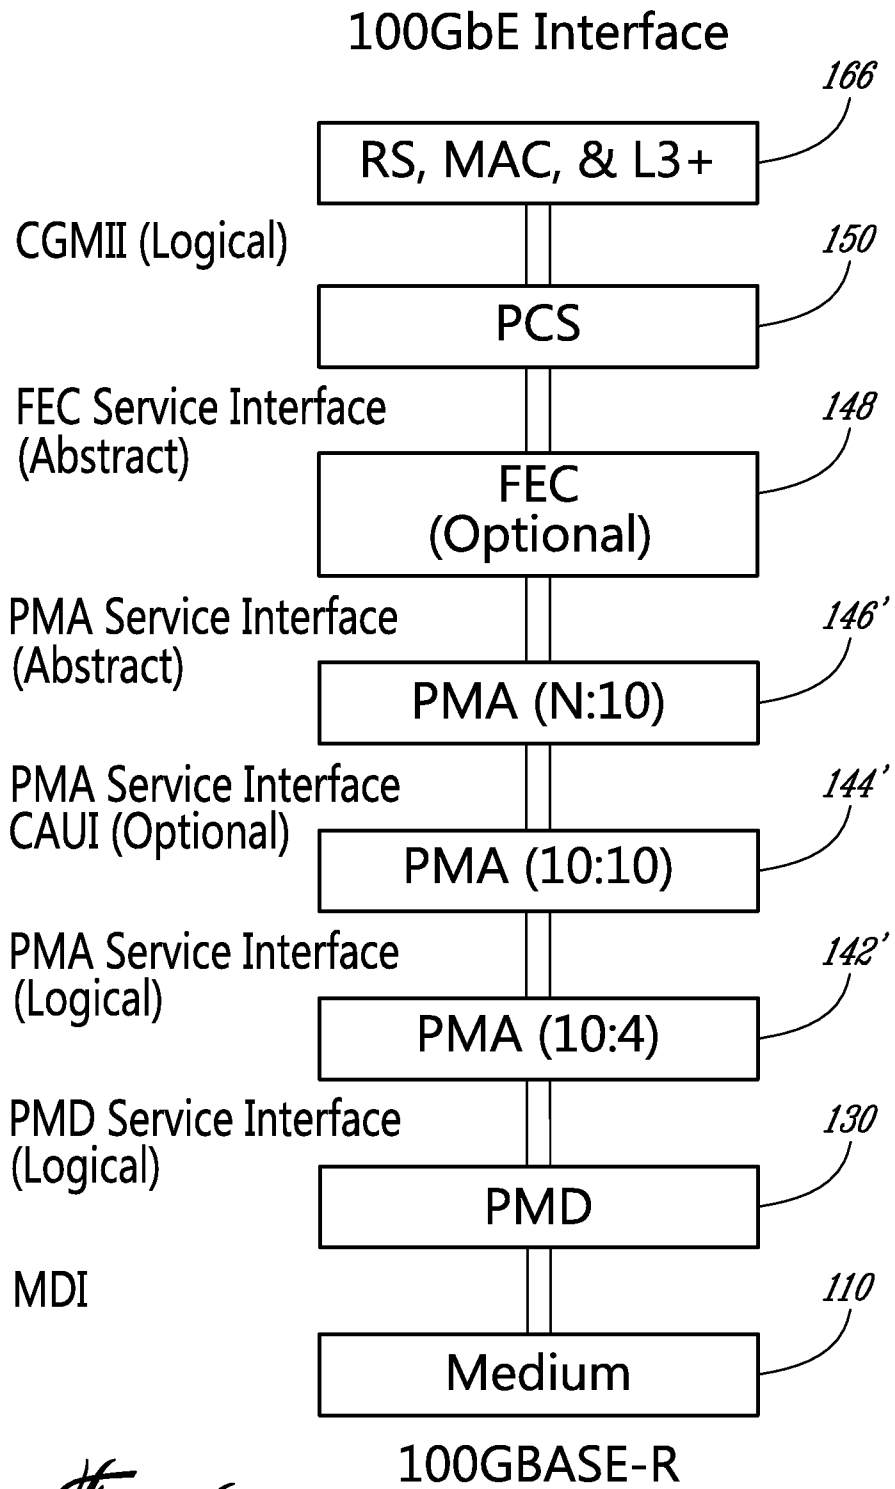 100GbE Interface
166
RS, MAC, & L3+
CGMII (Logical)
150
PCS
FEC Service Interface
(Abstract)
148
FEC
(Optional)
PMA Service Interface
(Abstract)
146’
PMA (N:10)
PMA Service Interface
CAUI (Optional)
144’
PMA (10:10)
PMA Service Interface
(Logical)
142’
PMA (10:4)
PMD Service Interface
(Logical)
130
PMD
MDI
110
Medium
100GBASE-R